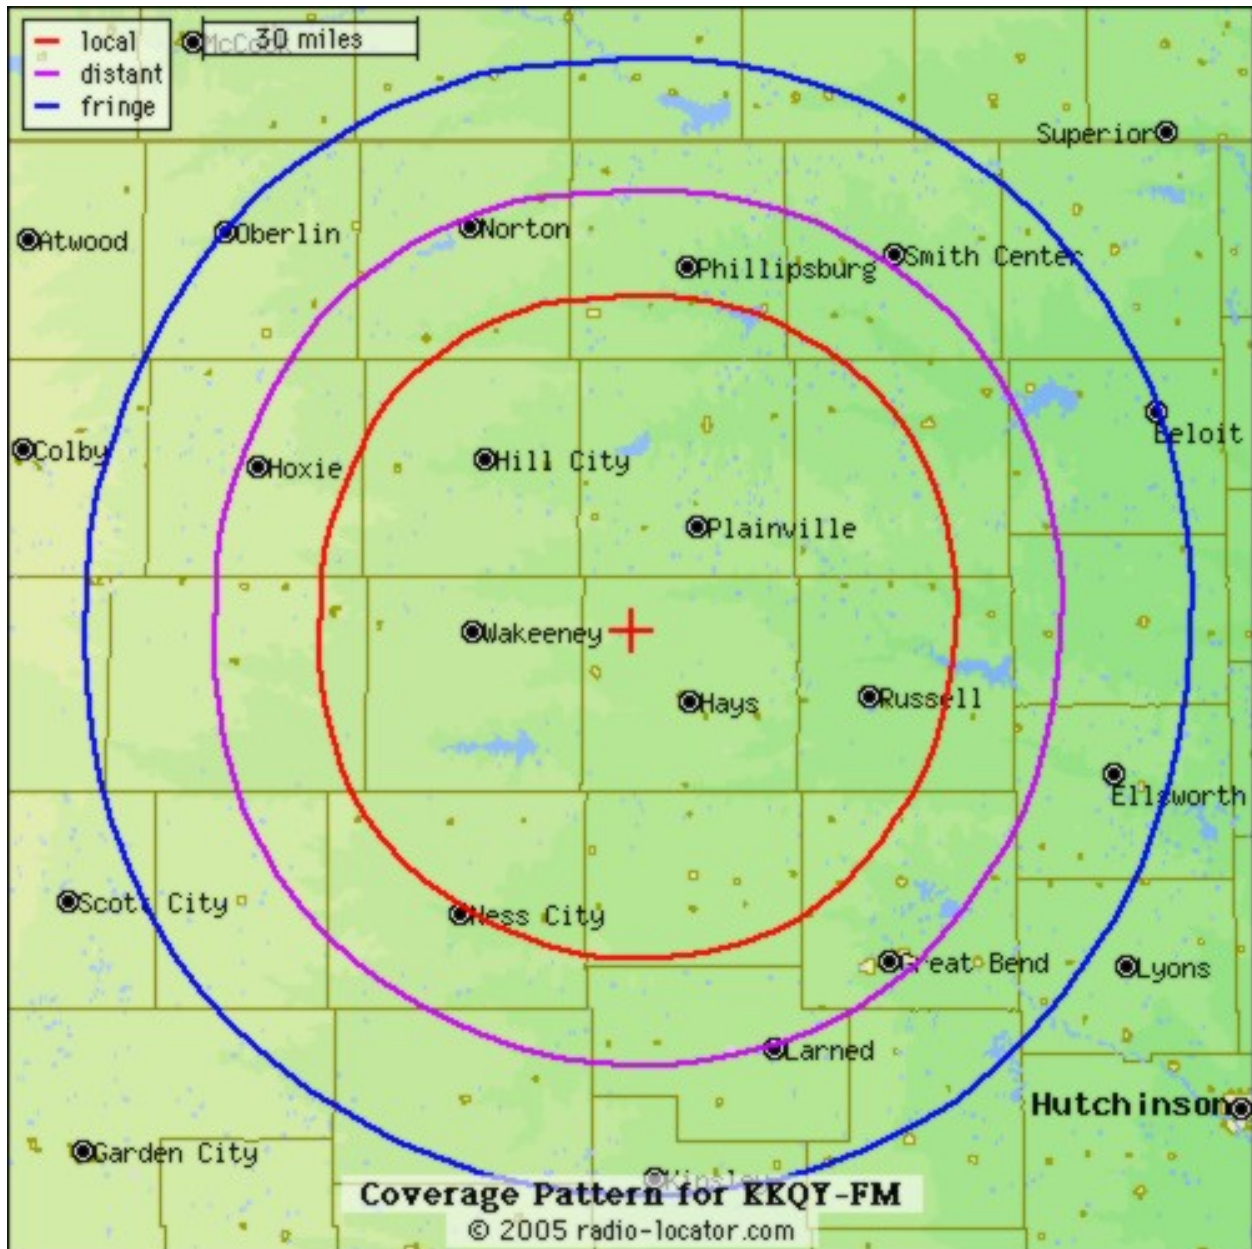 local
distant
fringe
McCook
30 miles
Superior
Atwood
Oberlin
Norton
Phillipsburg
Smith Center
Colby
Hoxie
Hill City
Beloit
Plainville
Wakeeney
Hays
Russell
Ellsworth
Scott City
Ness City
Great Bend
Lyons
Larned
Hutchinson
Garden City
Kinsley
Coverage Pattern for KKQY-FM
© 2005 radio-locator.com